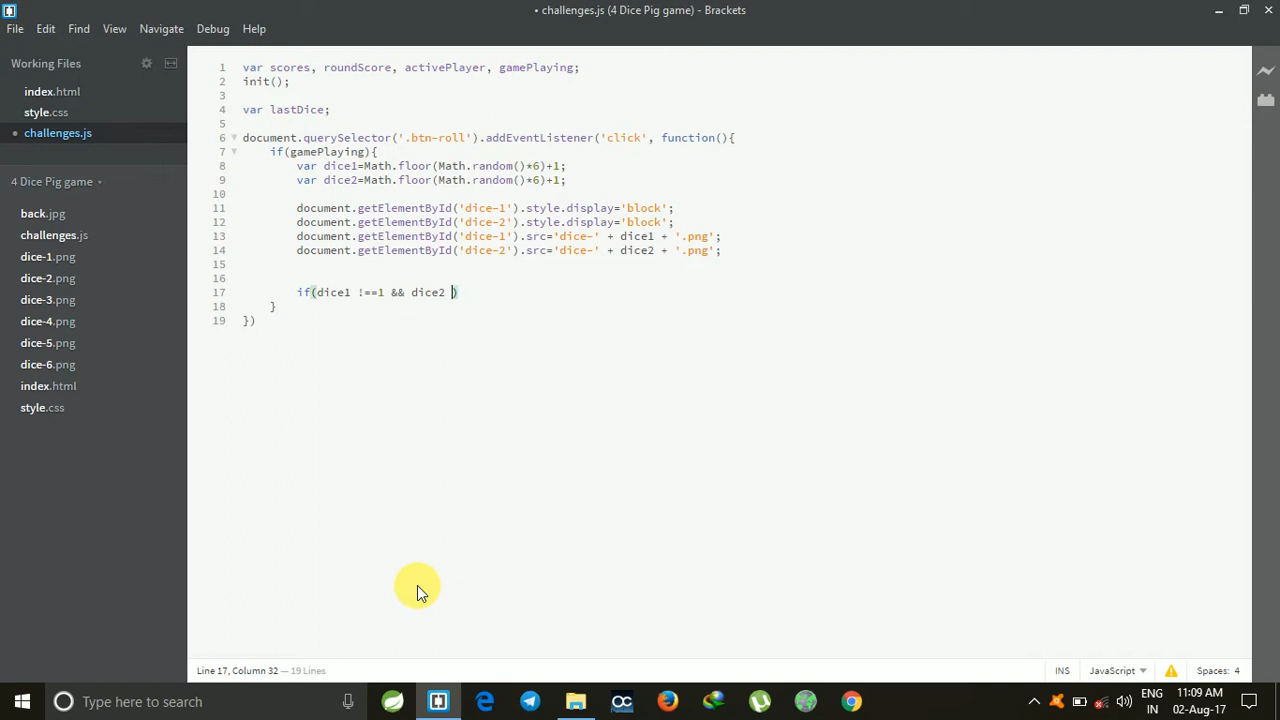 • challenges.js (4 Dice Pig game) - Brackets
File Edit Find View Navigate Debug Help
Working Files
index.html
style.css
• challenges.js
4 Dice Pig game
back.jpg
challenges.js
dice-1.png
dice-2.png
dice-3.png
dice-4.png
dice-5.png
dice-6.png
index.html
style.css
1 var scores, roundScore, activePlayer, gamePlaying;
2 init();
3
4 var lastDice;
5
6 document.querySelector('.btn-roll').addEventListener('click', function(){
7 if(gamePlaying){
8 var dice1=Math.floor(Math.random()*6)+1;
9 var dice2=Math.floor(Math.random()*6)+1;
10
11 document.getElementById('dice-1').style.display='block';
12 document.getElementById('dice-2').style.display='block';
13 document.getElementById('dice-1').src='dice-' + dice1 + '.png';
14 document.getElementById('dice-2').src='dice-' + dice2 + '.png';
15
16
17 if(dice1 !==1 && dice2 )
18 }
19 })
Line 17, Column 32 — 19 Lines
INS JavaScript Spaces: 4
Type here to search
ENG 11:09 AM
IN 02-Aug-17